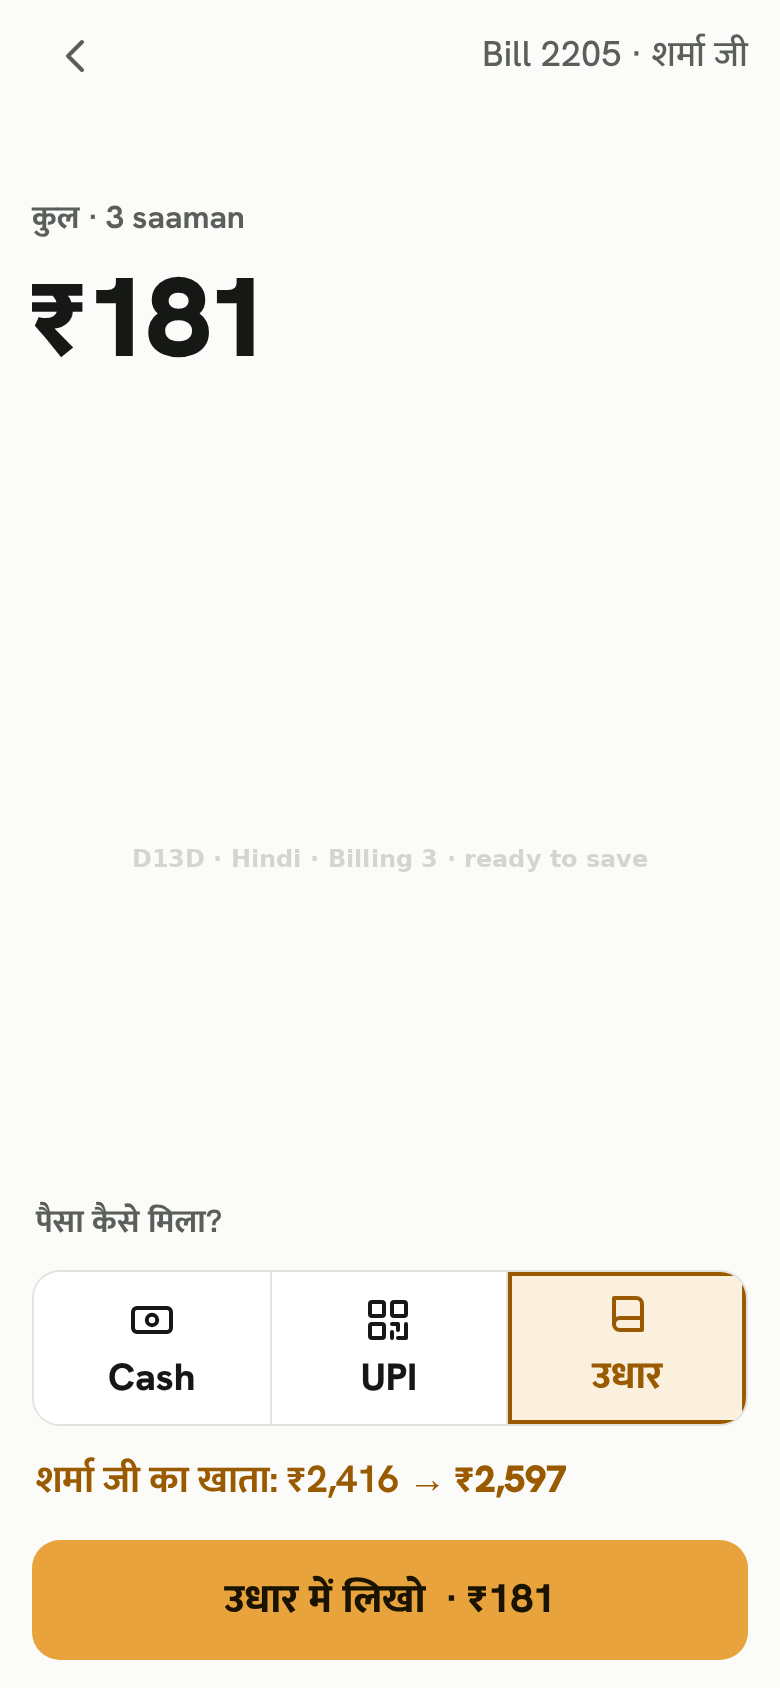 Bill 2205 · शर्मा जी
कुल · 3 saaman
₹181
D13D · Hindi · Billing 3 · ready to save
पैसा कैसे मिला?
Cash
UPI
उधार
शर्मा जी का खाता: ₹2,416 → ₹2,597
उधार में लिखो · ₹181